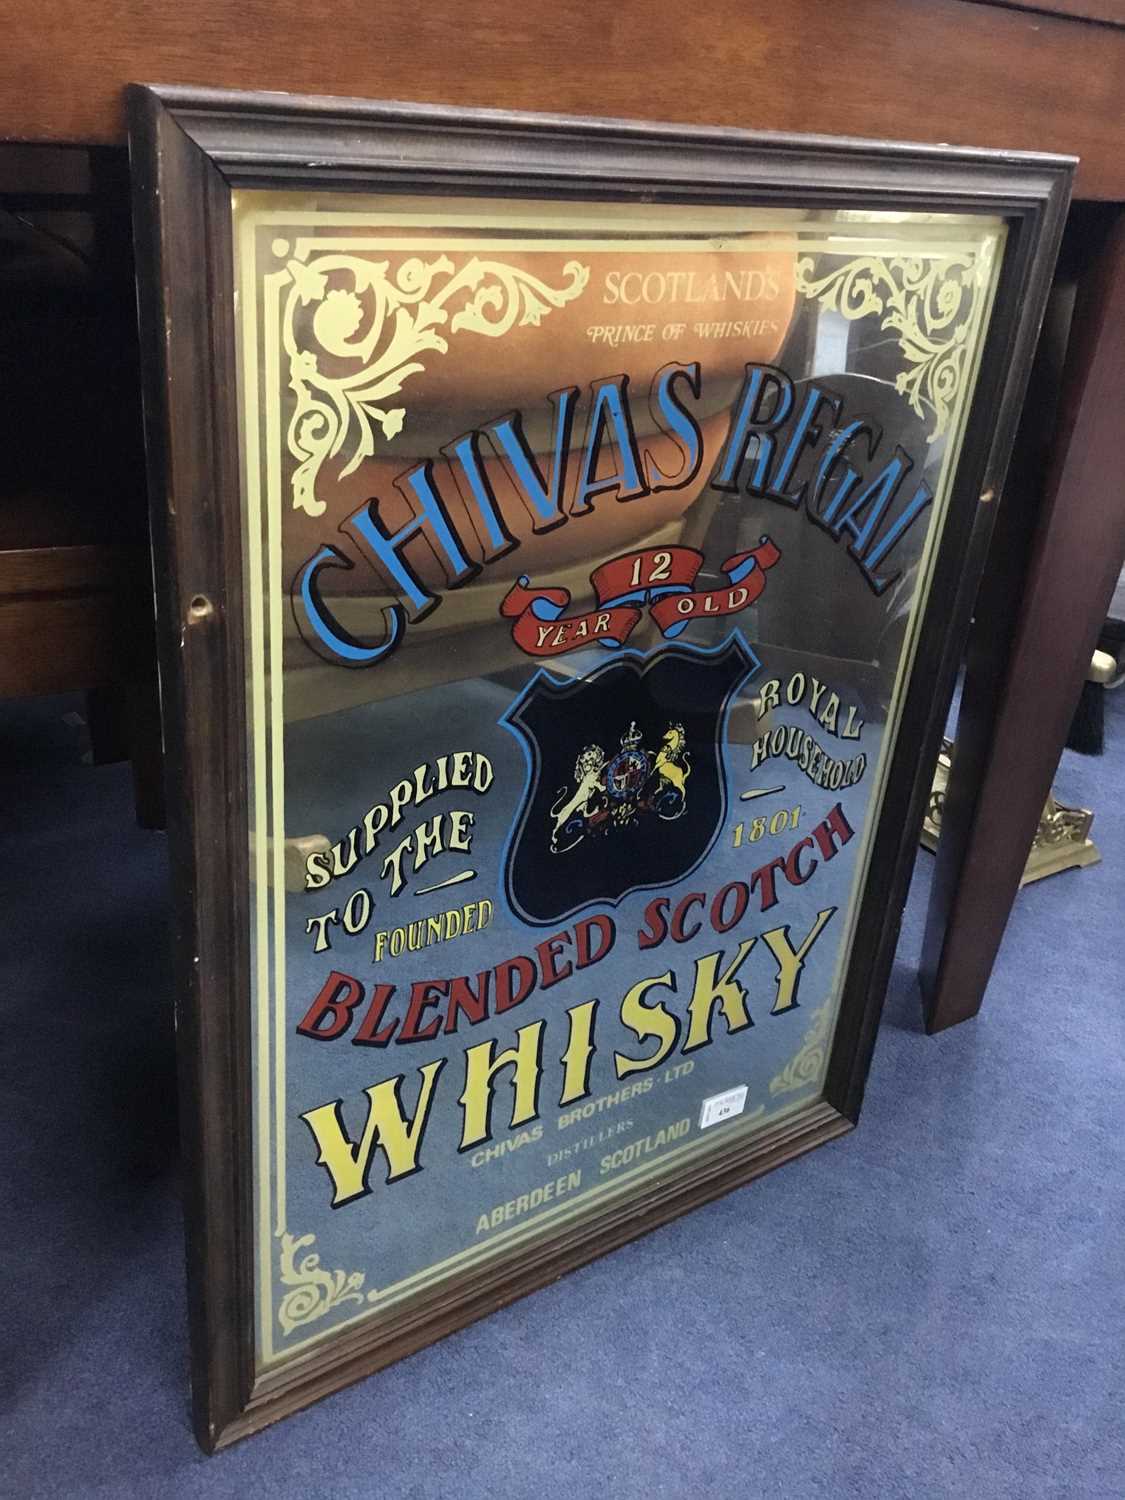 SCOTLAND'S
PRINCE OF WHISKIES
CHIVAS REGAL
12
YEAR OLD
SUPPLIED
TO THE
ROYAL
HOUSEHOLD
FOUNDED
1801
BLENDED SCOTCH
WHISKY
CHIVAS BROTHERS · LTD
DISTILLERS
ABERDEEN SCOTLAND
436